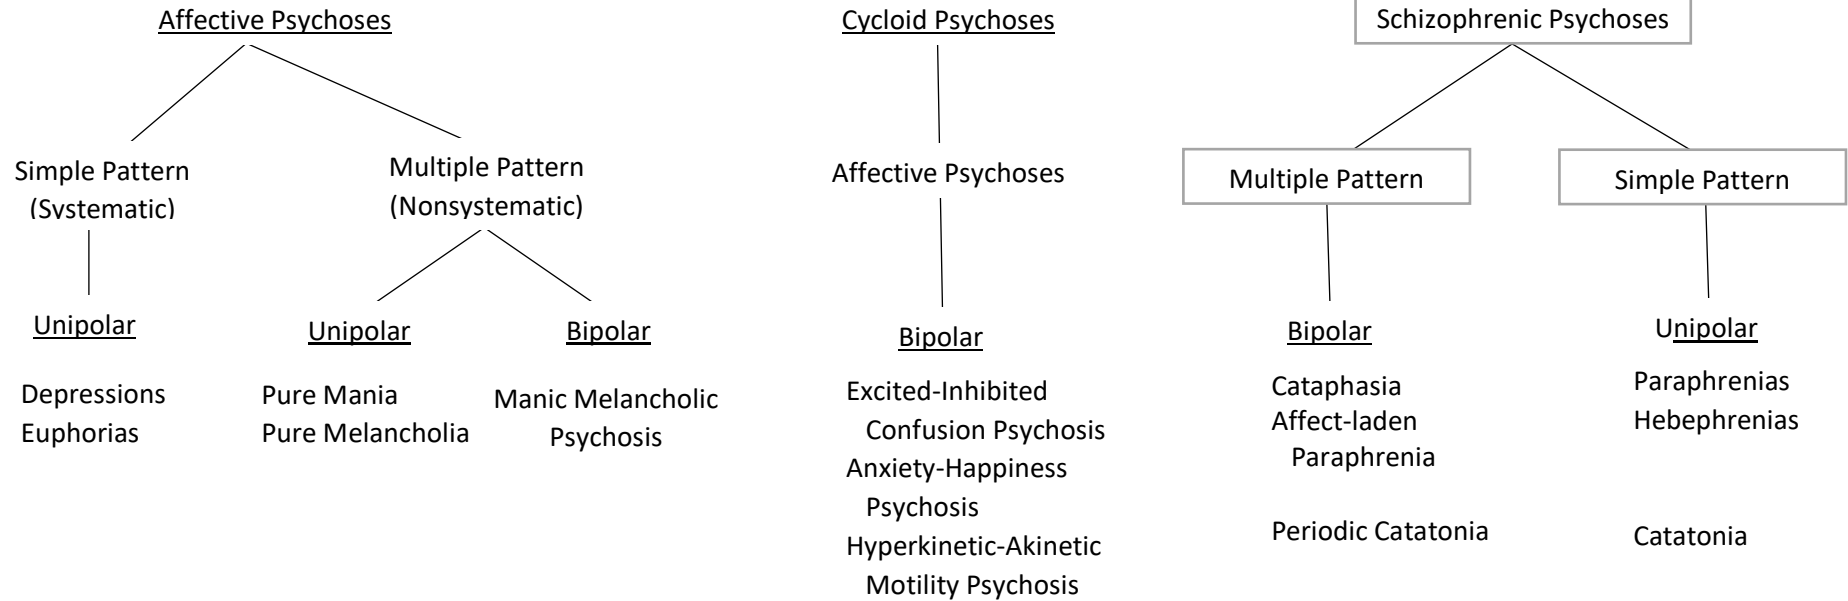 Affective Psychoses
Simple Pattern
(Systematic)
Multiple Pattern
(Nonsystematic)
Unipolar
Depressions
Euphorias
Unipolar
Pure Mania
Pure Melancholia
Bipolar
Manic Melancholic
Psychosis
Cycloid Psychoses
Affective Psychoses
Bipolar
Excited-Inhibited
Confusion Psychosis
Anxiety-Happiness
Psychosis
Hyperkinetic-Akinetic
Motility Psychosis
Schizophrenic Psychoses
Multiple Pattern
Bipolar
Cataphasia
Affect-laden
Paraphrenia
Periodic Catatonia
Simple Pattern
Unipolar
Paraphrenias
Hebephrenias
Catatonia